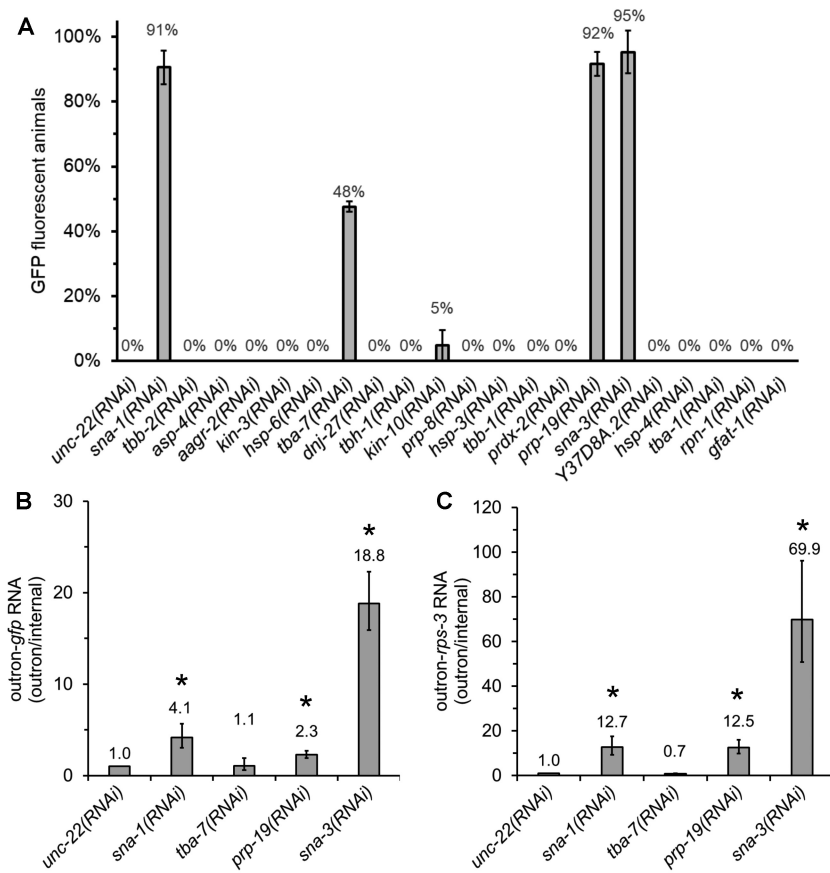 A
GFP fluorescent animals
100%
80%
60%
40%
20%
0%
0%
91%
0%
0%
0%
0%
0%
48%
0%
0%
5%
0%
0%
0%
0%
92%
95%
0%
0%
0%
0%
0%
unc-22(RNAi)
sna-1(RNAi)
tbb-2(RNAi)
asp-4(RNAi)
aagr-2(RNAi)
kin-3(RNAi)
hsp-6(RNAi)
tba-7(RNAi)
dnj-27(RNAi)
tbh-1(RNAi)
kin-10(RNAi)
prp-8(RNAi)
hsp-3(RNAi)
tbb-1(RNAi)
prdx-2(RNAi)
prp-19(RNAi)
sna-3(RNAi)
Y37D8A.2(RNAi)
hsp-4(RNAi)
tba-1(RNAi)
rpn-1(RNAi)
gfat-1(RNAi)
B
outron-gfp RNA
(outron/internal)
30
20
10
0
1.0
*
4.1
1.1
*
2.3
*
18.8
unc-22(RNAi)
sna-1(RNAi)
tba-7(RNAi)
prp-19(RNAi)
sna-3(RNAi)
C
outron-rps-3 RNA
(outron/internal)
120
100
80
60
40
20
0
1.0
*
12.7
0.7
*
12.5
*
69.9
unc-22(RNAi)
sna-1(RNAi)
tba-7(RNAi)
prp-19(RNAi)
sna-3(RNAi)